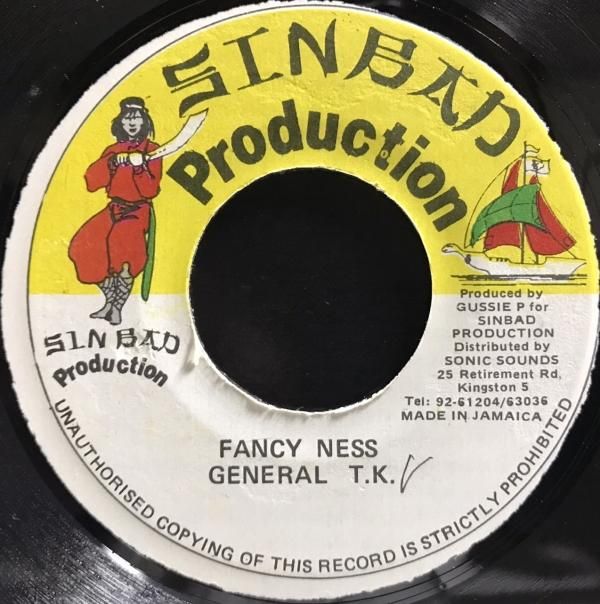 SINBAD
Production
SINBAD
Production
Produced by
GUSSIE P for
SINBAD
PRODUCTION
Distributed by
SONIC SOUNDS
25 Retirement Rd,
Kingston 5
Tel: 92-61204/63036
MADE IN JAMAICA
FANCY NESS
GENERAL T.K.
UNAUTHORISED COPYING OF THIS RECORD IS STRICTLY PROHIBITED